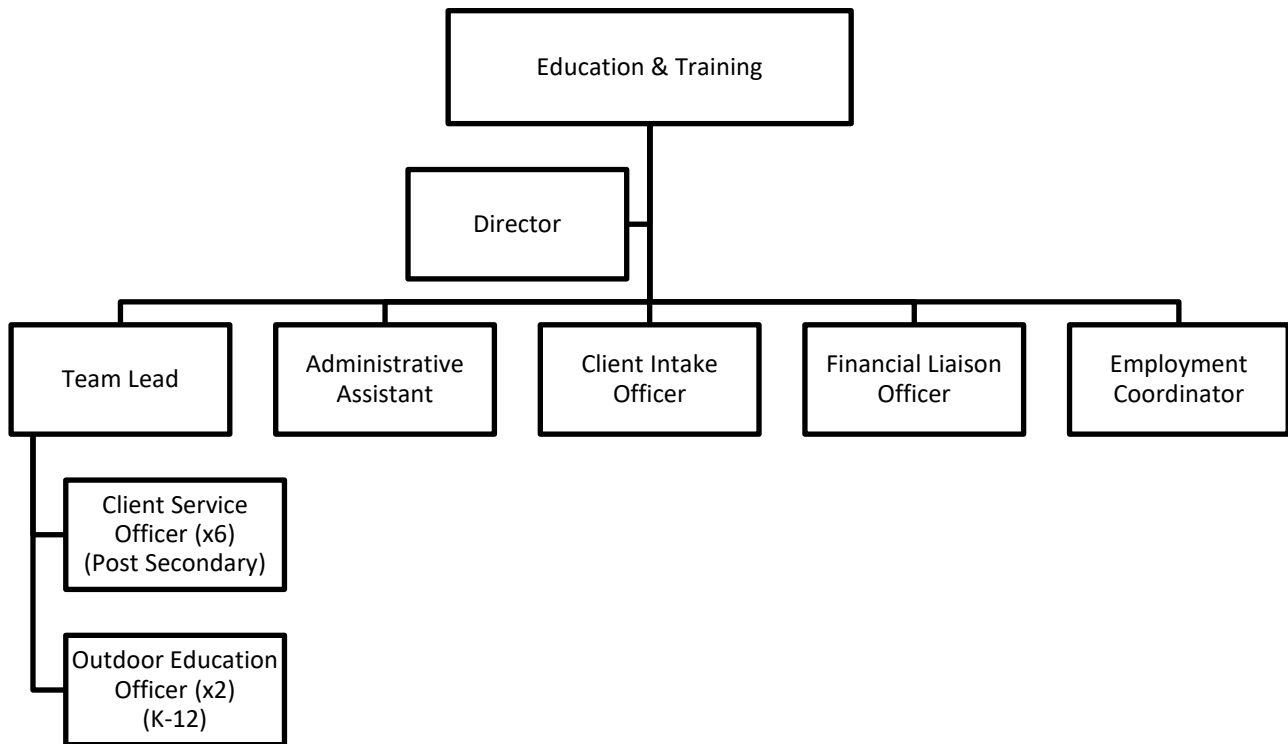 Education & Training
Director
Team Lead
Administrative
Assistant
Client Intake
Officer
Financial Liaison
Officer
Employment
Coordinator
Client Service
Officer (x6)
(Post Secondary)
Outdoor Education
Officer (x2)
(K-12)